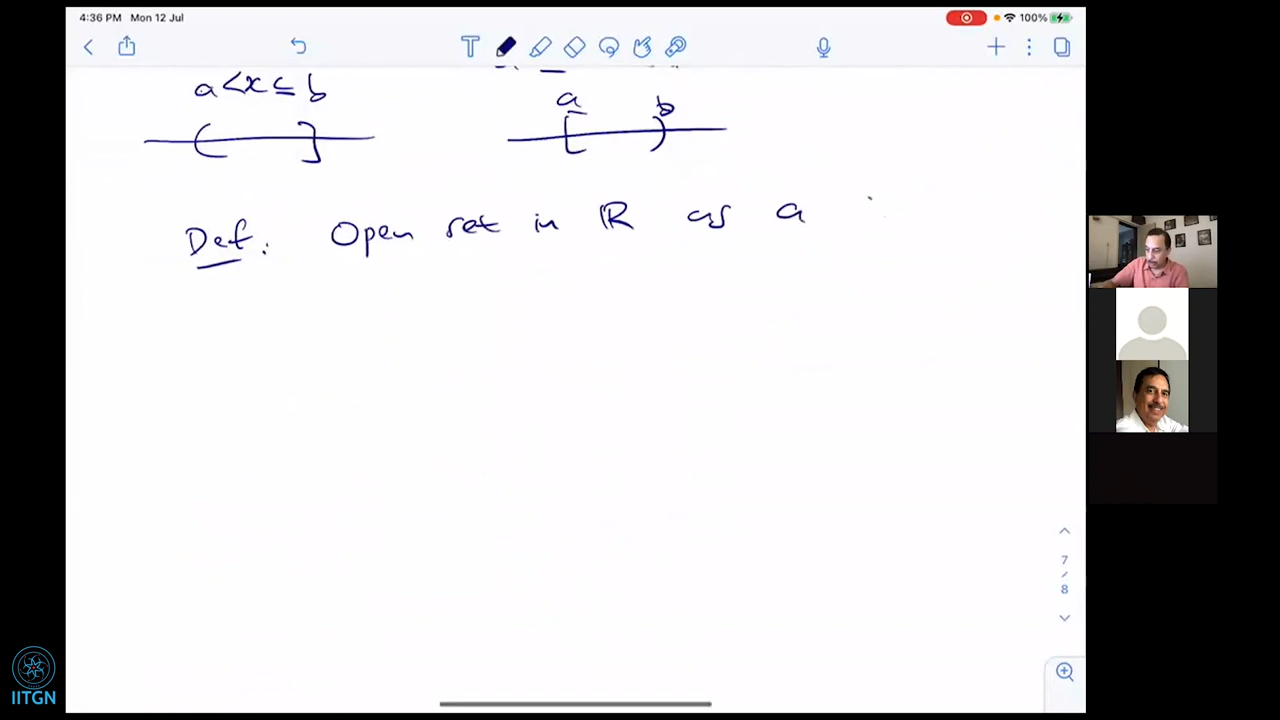 4:36 PM Mon 12 Jul
100%
a < x ≤ b
a b
Def: Open set in ℝ as a
7
/
8
IITGN